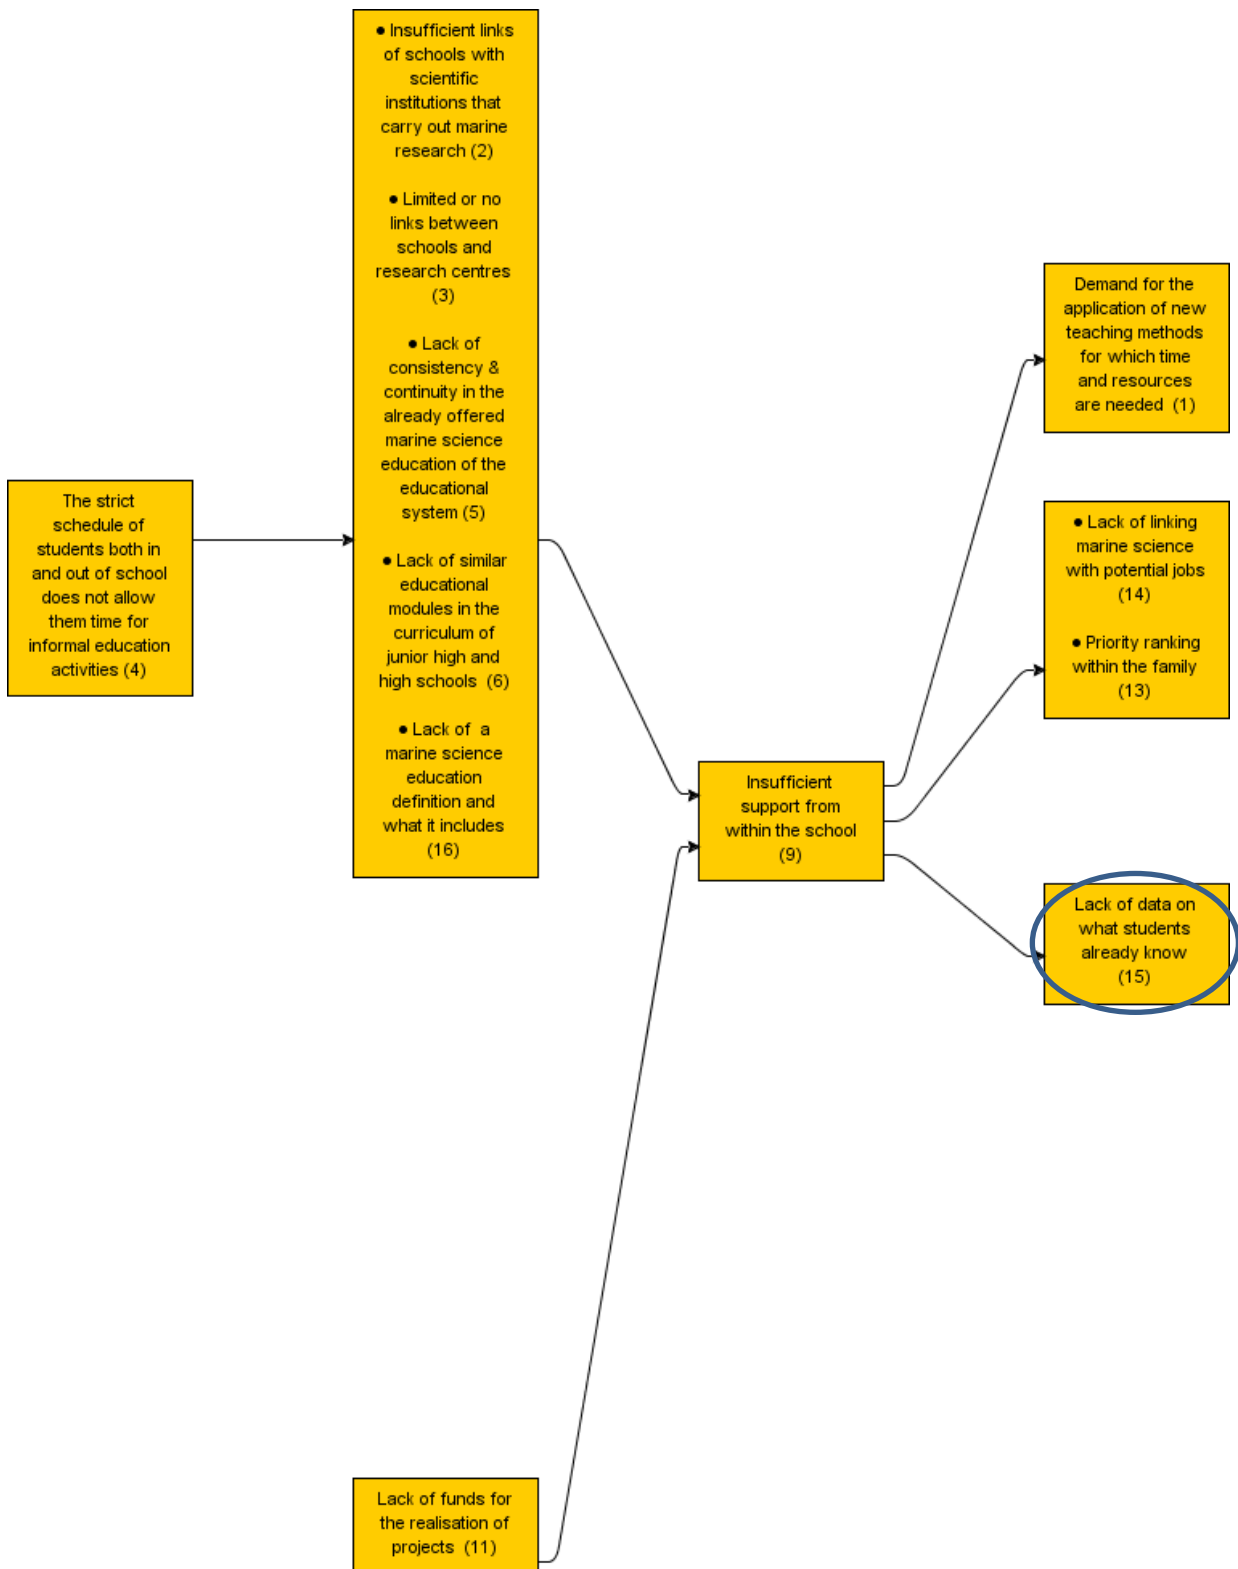 The strict
schedule of
students both in
and out of school
does not allow
them time for
informal education
activities (4)
● Insufficient links
of schools with
scientific
institutions that
carry out marine
research (2)
● Limited or no
links between
schools and
research centres
(3)
● Lack of
consistency &
continuity in the
already offered
marine science
education of the
educational
system (5)
● Lack of similar
educational
modules in the
curriculum of
junior high and
high schools (6)
● Lack of a
marine science
education
definition and
what it includes
(16)
Lack of funds for
the realisation of
projects (11)
Insufficient
support from
within the school
(9)
Demand for the
application of new
teaching methods
for which time
and resources
are needed (1)
● Lack of linking
marine science
with potential jobs
(14)
● Priority ranking
within the family
(13)
Lack of data on
what students
already know
(15)